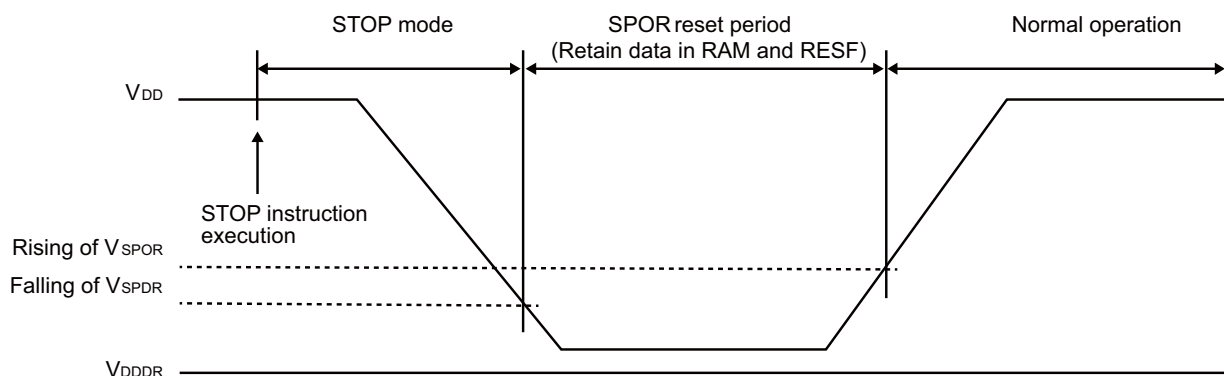 STOP mode
SPOR reset period
(Retain data in RAM and RESF)
Normal operation
VDD
STOP instruction
execution
Rising of VSPOR
Falling of VSPDR
VDDDR